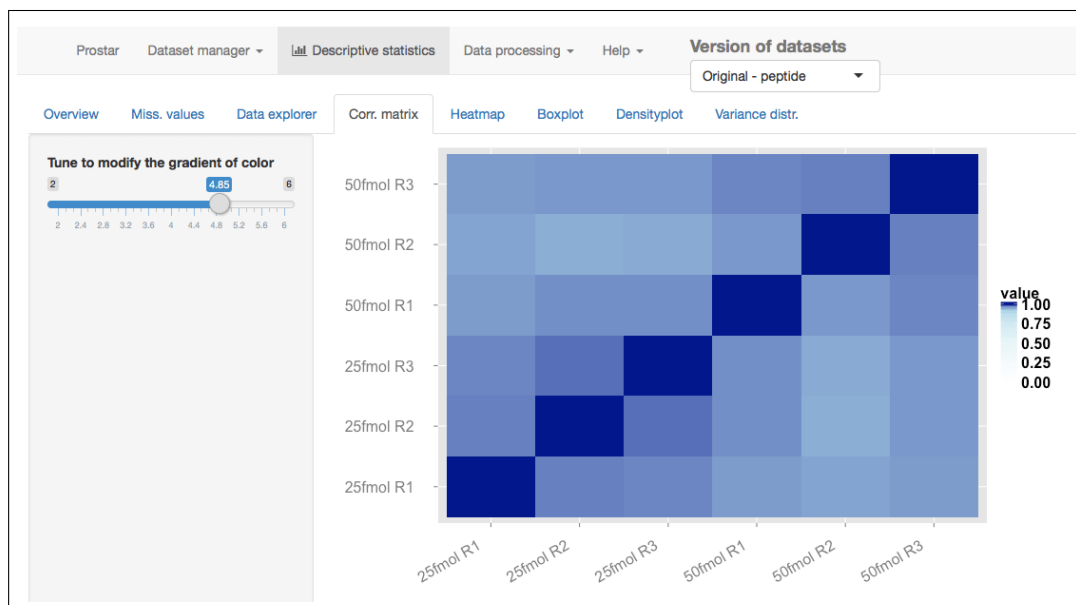 Prostar Dataset manager Descriptive statistics Data processing Help Version of datasets
Original - peptide
Overview Miss. values Data explorer Corr. matrix Heatmap Boxplot Densityplot Variance distr.
Tune to modify the gradient of color
2 4.85 6
2 2.4 2.8 3.2 3.6 4 4.4 4.8 5.2 5.6 6
50fmol R3
50fmol R2
50fmol R1
25fmol R3
25fmol R2
25fmol R1
25fmol R1 25fmol R2 25fmol R3 50fmol R1 50fmol R2 50fmol R3
value
1.00
0.75
0.50
0.25
0.00